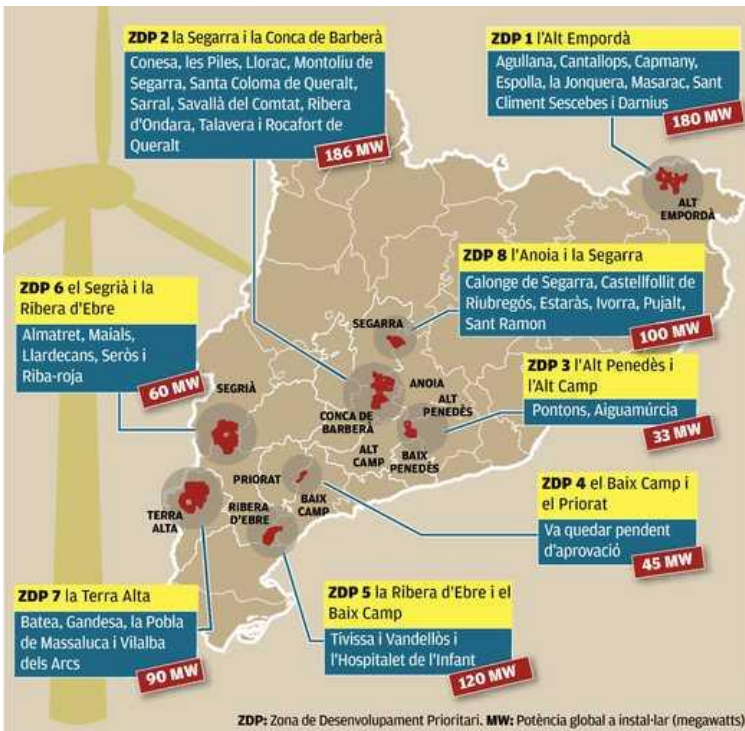 ZDP 2 la Segarra i la Conca de Barberà
Conesa, les Piles, Llorac, Montoliu de
Segarra, Santa Coloma de Queralt,
Sarral, Savallà del Comtat, Ribera
d'Ondara, Talavera i Rocafort de
Queralt
186 MW
ZDP 1 l'Alt Empordà
Agullana, Cantallops, Capmany,
Espolla, la Jonquera, Masarac, Sant
Climent Sescebes i Darnius
180 MW
ALT
EMPORDÀ
ZDP 8 l'Anoia i la Segarra
Calonge de Segarra, Castellfollit de
Riubregós, Estaràs, Ivorra, Pujalt,
Sant Ramon
100 MW
ZDP 6 el Segrià i la
Ribera d'Ebre
Almatret, Maials,
Llardecans, Seròs i
Riba-roja
60 MW
SEGARRA
SEGRIÀ
ANOIA
CONCA DE
BARBERÀ
ALT
PENEDÈS
ALT
CAMP
BAIX
PENEDÈS
ZDP 3 l'Alt Penedès i
l'Alt Camp
Pontons, Aiguamúrcia
33 MW
PRIORAT
BAIX
CAMP
RIBERA
D'EBRE
TERRA
ALTA
ZDP 4 el Baix Camp i
el Priorat
Va quedar pendent
d'aprovació
45 MW
ZDP 7 la Terra Alta
Batea, Gandesa, la Pobla
de Massaluca i Vilalba
dels Arcs
90 MW
ZDP 5 la Ribera d'Ebre i el
Baix Camp
Tivissa i Vandellòs i
l'Hospitalet de l'Infant
120 MW
ZDP: Zona de Desenvolupament Prioritari. MW: Potència global a instal·lar (megawatts)